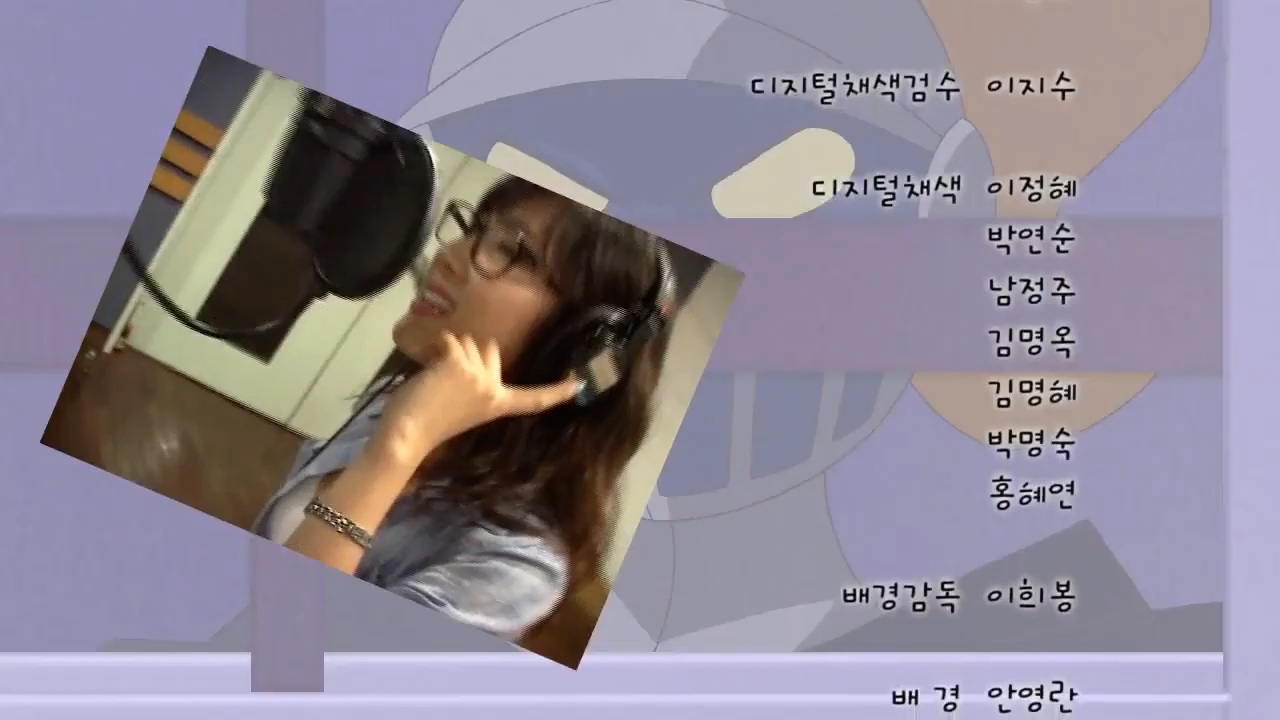 디지털채색검수 이지수
디지털채색 이정혜
박연순
남정주
김명옥
김명혜
박명숙
홍혜연
배경감독 이희봉
배 경 안영란